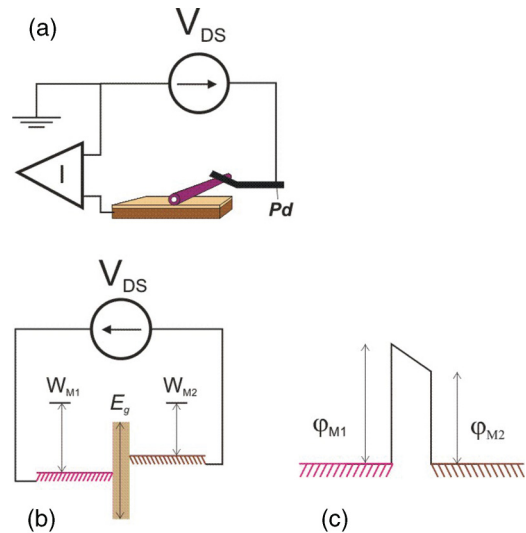 (a)
V_DS
I
Pd
V_DS
W_M1
E_g
W_M2
(b)
φ_M1
φ_M2
(c)